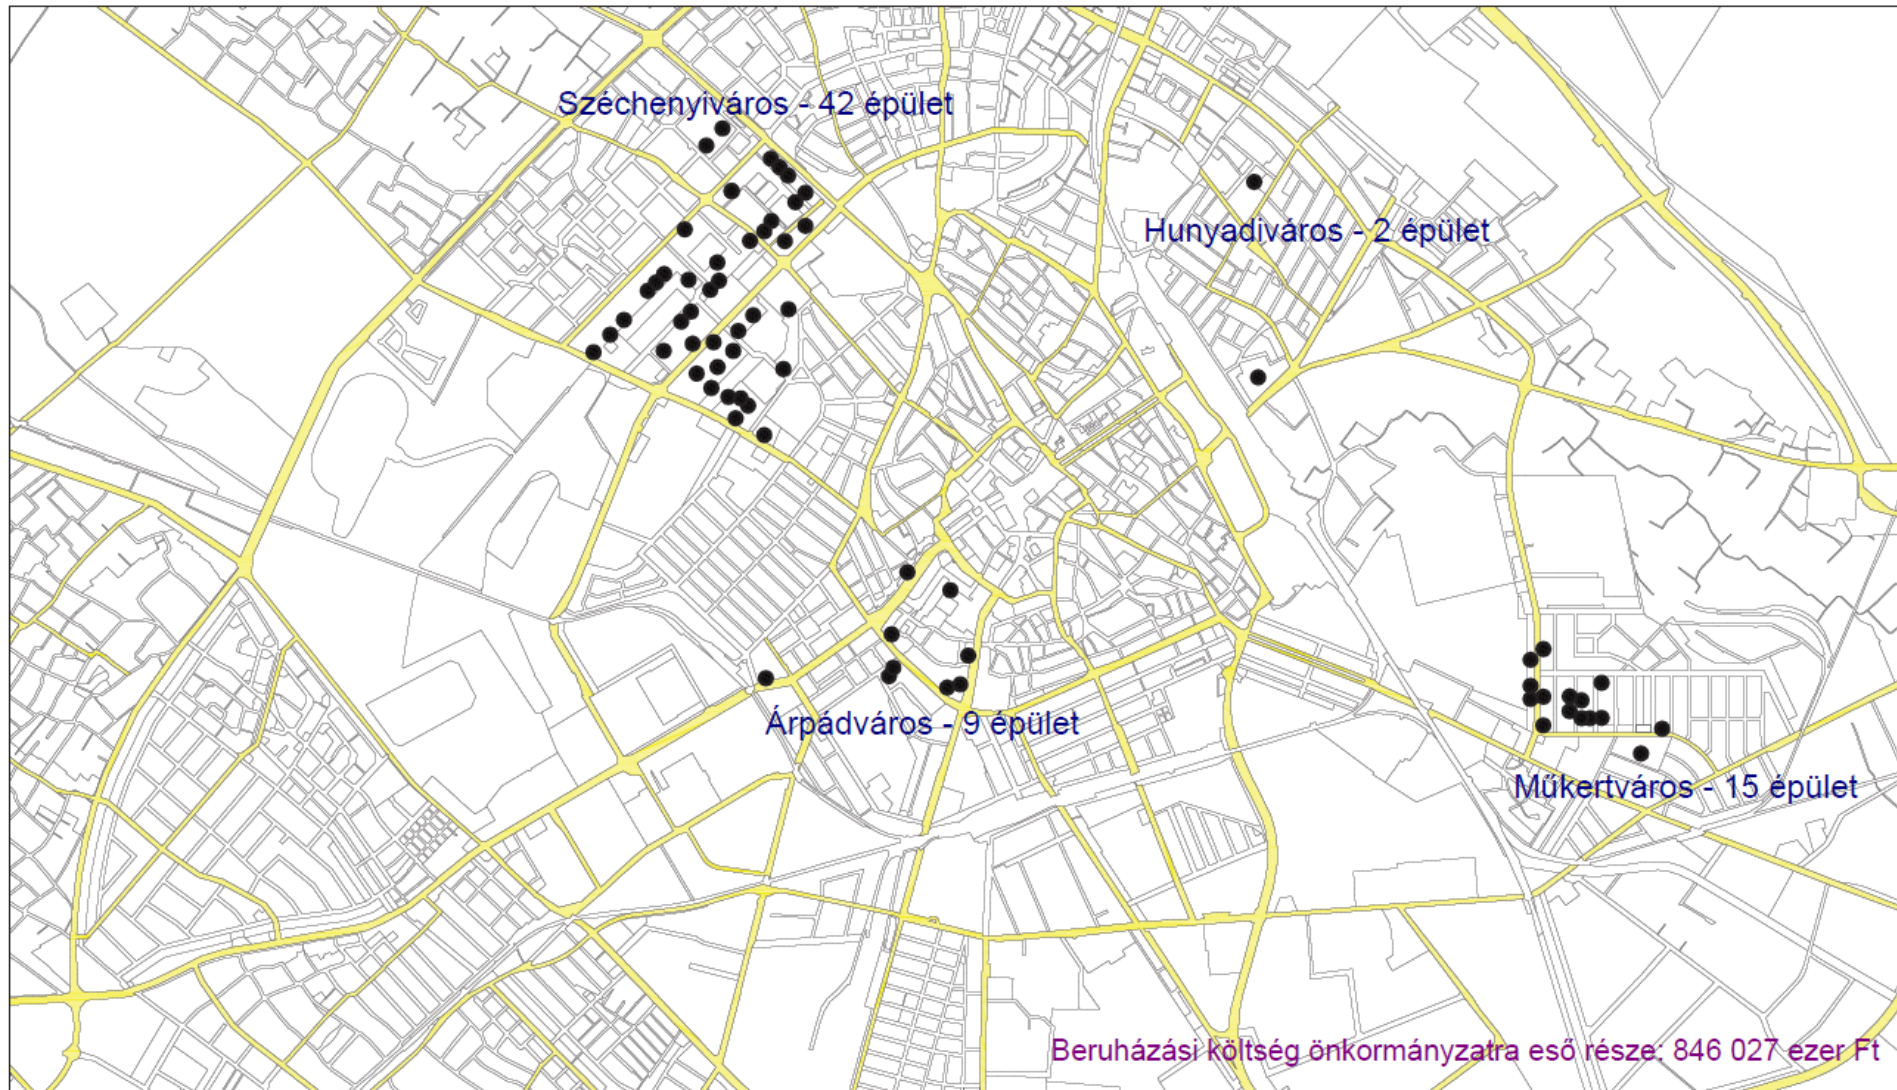 Széchenyiváros - 42 épület
Hunyadiváros - 2 épület
Árpádváros - 9 épület
Műkertváros - 15 épület
Beruházási költség önkormányzatra eső része: 846 027 ezer Ft